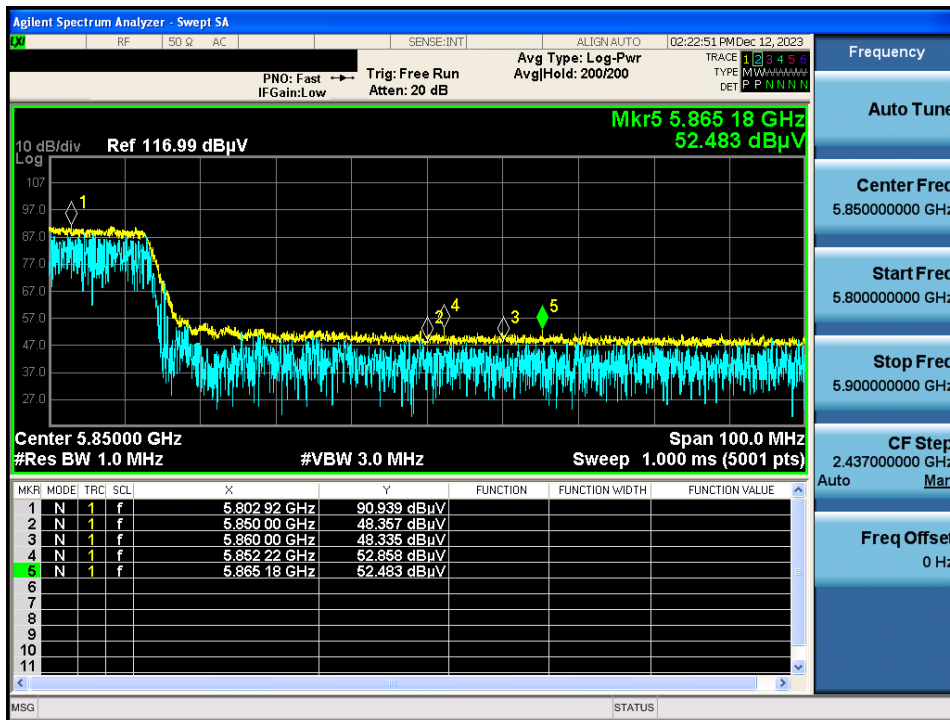 Agilent Spectrum Analyzer - Swept SA
LXI RF 50 Ω AC SENSE:INT ALIGN AUTO 02:22:51 PM Dec 12, 2023
Avg Type: Log-Pwr
TRACE 1 2 3 4 5 6
PNO: Fast Trig: Free Run Avg|Hold: 200/200
TYPE M W
IFGain:Low Atten: 20 dB
DET P P N N N N
Mkr5 5.865 18 GHz
52.483 dBµV
10 dB/div Ref 116.99 dBµV
Log
107
97.0
87.0
77.0
67.0
57.0
47.0
37.0
27.0
1
2
4
3
5
Center 5.85000 GHz Span 100.0 MHz
#Res BW 1.0 MHz #VBW 3.0 MHz Sweep 1.000 ms (5001 pts)
MKR MODE TRC SCL X Y FUNCTION FUNCTION WIDTH FUNCTION VALUE
1 N 1 f 5.802 92 GHz 90.939 dBµV
2 N 1 f 5.850 00 GHz 48.357 dBµV
3 N 1 f 5.860 00 GHz 48.335 dBµV
4 N 1 f 5.852 22 GHz 52.858 dBµV
5 N 1 f 5.865 18 GHz 52.483 dBµV
6
7
8
9
10
11
MSG STATUS
Frequency
Auto Tune
Center Freq
5.850000000 GHz
Start Freq
5.800000000 GHz
Stop Freq
5.900000000 GHz
CF Step
2.437000000 GHz
Auto Man
Freq Offset
0 Hz